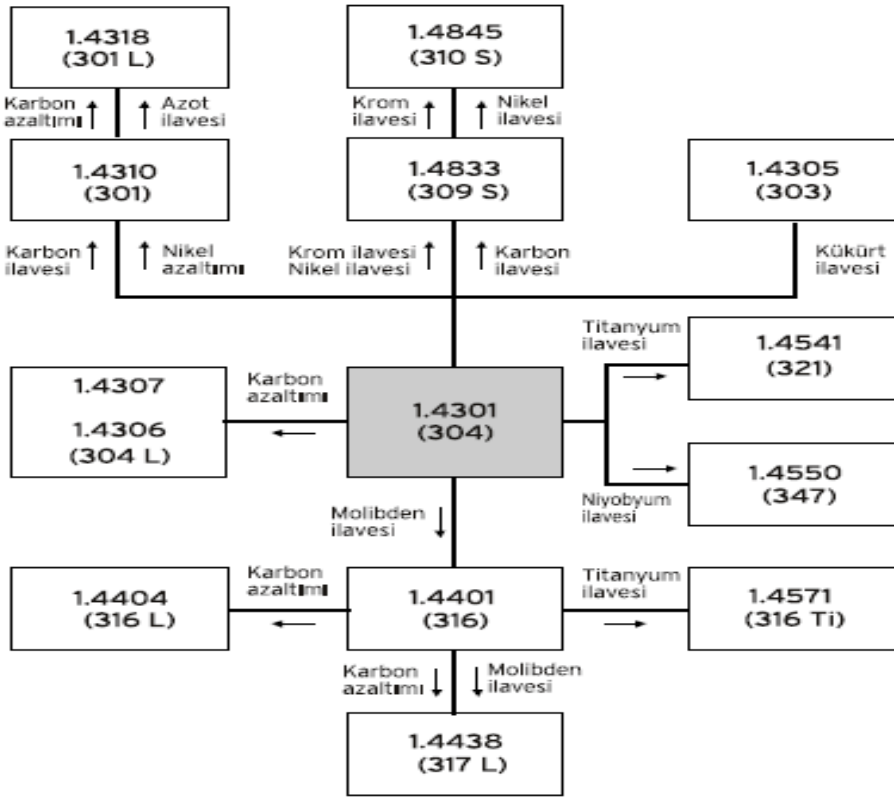 1.4318
(301 L)
1.4845
(310 S)
Karbon
azaltımı
Azot
ilavesi
Krom
ilavesi
Nikel
ilavesi
1.4310
(301)
1.4833
(309 S)
1.4305
(303)
Karbon
ilavesi
Nikel
azaltımı
Krom ilavesi
Nikel ilavesi
Karbon
ilavesi
Kükürt
ilavesi
Titanyum
ilavesi
1.4541
(321)
1.4307
1.4306
(304 L)
Karbon
azaltımı
1.4301
(304)
1.4550
(347)
Niyobyum
ilavesi
Molibden
ilavesi
1.4404
(316 L)
Karbon
azaltımı
1.4401
(316)
Titanyum
ilavesi
1.4571
(316 Ti)
Karbon
azaltımı
Molibden
ilavesi
1.4438
(317 L)